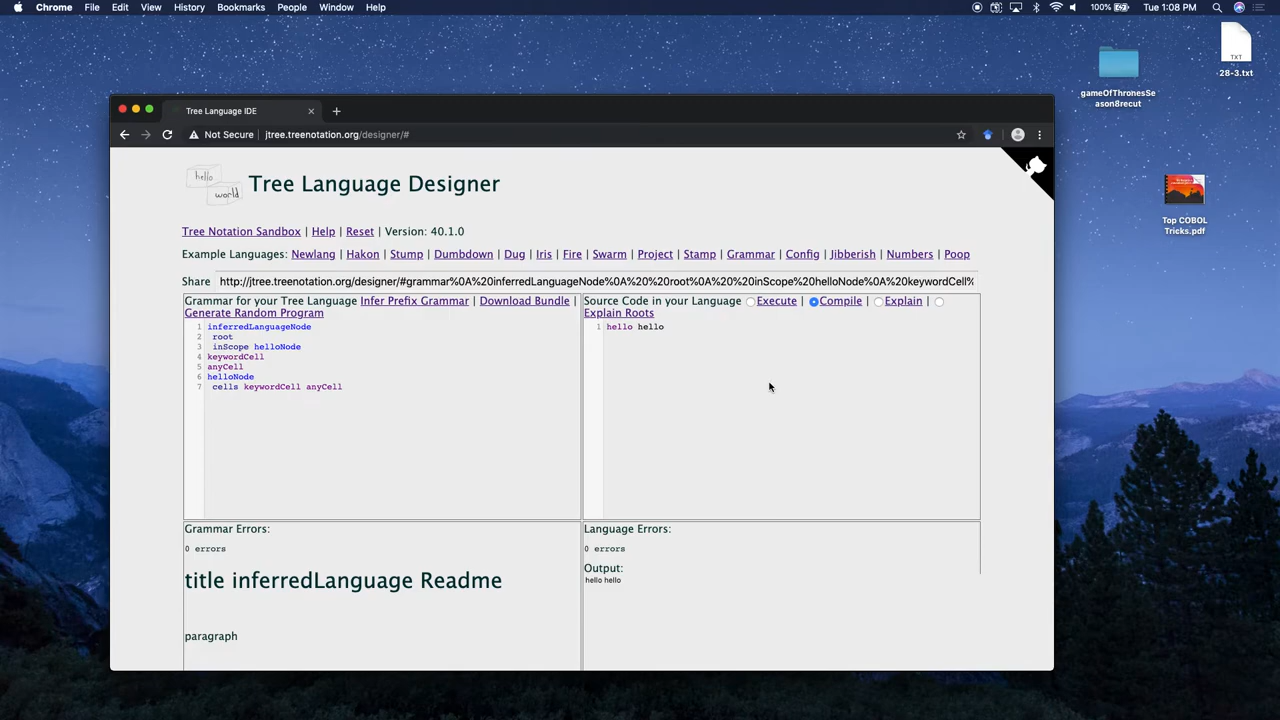 Chrome File Edit View History Bookmarks People Window Help 100% Tue 1:08 PM
28-3.txt
TXT
gameOfThronesSe
ason8recut
Top COBOL
Tricks.pdf
Tree Language IDE
Not Secure | jtree.treenotation.org/designer/#
hello
world
Tree Language Designer
Tree Notation Sandbox | Help | Reset | Version: 40.1.0
Example Languages: Newlang | Hakon | Stump | Dumbdown | Dug | Iris | Fire | Swarm | Project | Stamp | Grammar | Config | Jibberish | Numbers | Poop
Share http://jtree.treenotation.org/designer/#grammar%0A%20inferredLanguageNode%0A%20%20root%0A%20%20inScope%20helloNode%0A%20keywordCell%
Grammar for your Tree Language Infer Prefix Grammar | Download Bundle |
Generate Random Program
1 inferredLanguageNode
2 root
3 inScope helloNode
4 keywordCell
5 anyCell
6 helloNode
7 cells keywordCell anyCell
Source Code in your Language Execute | Compile | Explain |
Explain Roots
1 hello hello
Grammar Errors:
0 errors
title inferredLanguage Readme
paragraph
Language Errors:
0 errors
Output:
hello hello